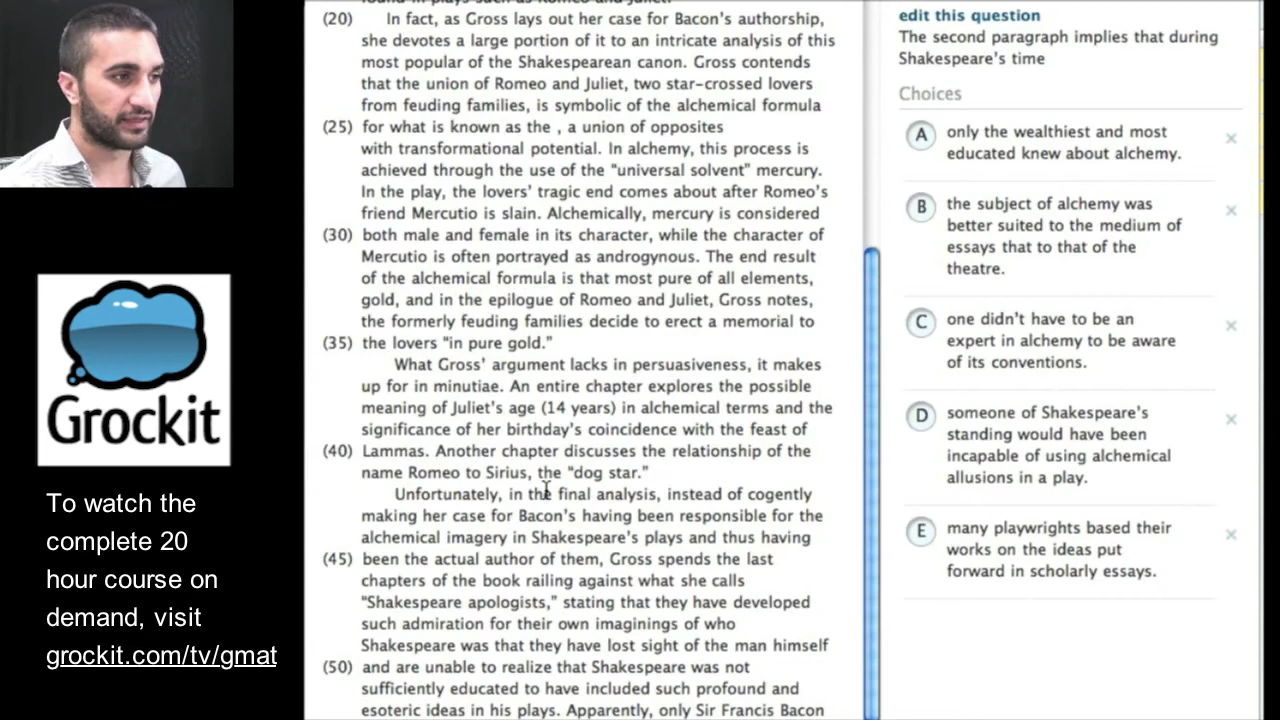 found in plays such as Romeo and Juliet.
(20) In fact, as Gross lays out her case for Bacon's authorship,
she devotes a large portion of it to an intricate analysis of this
most popular of the Shakespearean canon. Gross contends
that the union of Romeo and Juliet, two star-crossed lovers
from feuding families, is symbolic of the alchemical formula
(25) for what is known as the , a union of opposites
with transformational potential. In alchemy, this process is
achieved through the use of the "universal solvent" mercury.
In the play, the lovers' tragic end comes about after Romeo's
friend Mercutio is slain. Alchemically, mercury is considered
(30) both male and female in its character, while the character of
Mercutio is often portrayed as androgynous. The end result
of the alchemical formula is that most pure of all elements,
gold, and in the epilogue of Romeo and Juliet, Gross notes,
the formerly feuding families decide to erect a memorial to
(35) the lovers "in pure gold."
What Gross' argument lacks in persuasiveness, it makes
up for in minutiae. An entire chapter explores the possible
meaning of Juliet's age (14 years) in alchemical terms and the
significance of her birthday's coincidence with the feast of
(40) Lammas. Another chapter discusses the relationship of the
name Romeo to Sirius, the "dog star."
Unfortunately, in the final analysis, instead of cogently
making her case for Bacon's having been responsible for the
alchemical imagery in Shakespeare's plays and thus having
(45) been the actual author of them, Gross spends the last
chapters of the book railing against what she calls
"Shakespeare apologists," stating that they have developed
such admiration for their own imaginings of who
Shakespeare was that they have lost sight of the man himself
(50) and are unable to realize that Shakespeare was not
sufficiently educated to have included such profound and
esoteric ideas in his plays. Apparently, only Sir Francis Bacon
edit this question
The second paragraph implies that during
Shakespeare's time
Choices
A only the wealthiest and most
educated knew about alchemy.
B the subject of alchemy was
better suited to the medium of
essays that to that of the
theatre.
C one didn't have to be an
expert in alchemy to be aware
of its conventions.
D someone of Shakespeare's
standing would have been
incapable of using alchemical
allusions in a play.
E many playwrights based their
works on the ideas put
forward in scholarly essays.
Grockit
To watch the
complete 20
hour course on
demand, visit
grockit.com/tv/gmat